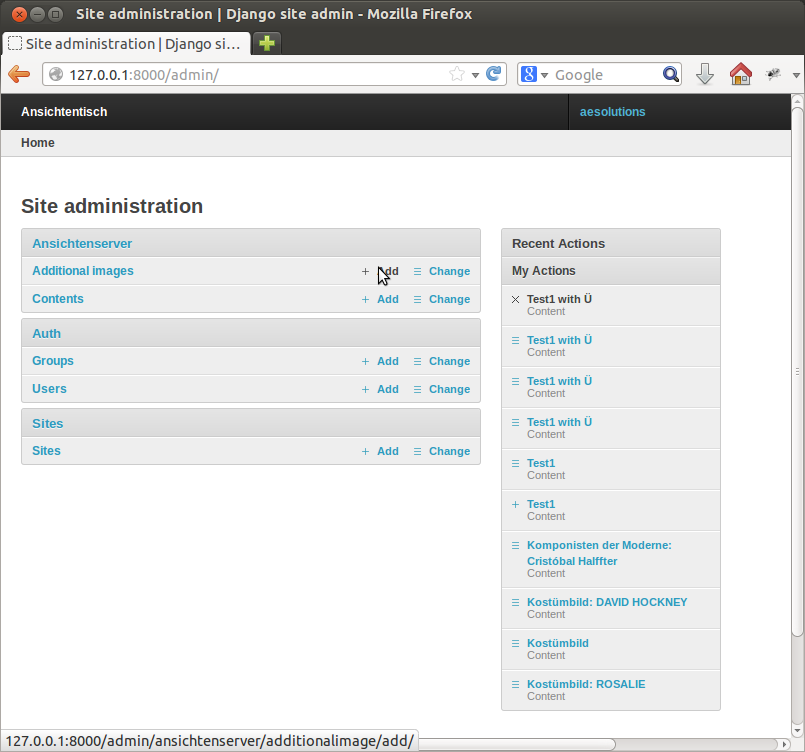 Site administration | Django site admin - Mozilla Firefox
Site administration | Django si...
127.0.0.1:8000/admin/
Google
Ansichtentisch
aesolutions
Home
Site administration
Ansichtenserver
Additional images
Add
Change
Contents
Add
Change
Auth
Groups
Add
Change
Users
Add
Change
Sites
Sites
Add
Change
Recent Actions
My Actions
Test1 with Ü
Content
Test1 with Ü
Content
Test1 with Ü
Content
Test1 with Ü
Content
Test1
Content
Test1
Content
Komponisten der Moderne:
Cristóbal Halffter
Content
Kostümbild: DAVID HOCKNEY
Content
Kostümbild
Content
Kostümbild: ROSALIE
Content
127.0.0.1:8000/admin/ansichtenserver/additionalimage/add/